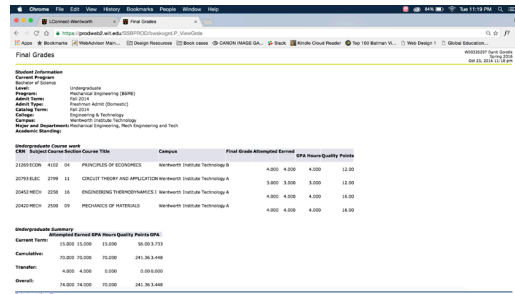 Chrome File Edit View History Bookmarks People Window Help 84% Tue 11:19 PM
LConnect-Wentworth Final Grades
https://prodweb2.wit.edu/SSBPROD/bwskogrd.P_ViewGrde
Apps Bookmarks WebAdvisor Main... Design Resources Book cases CANON IMAGE GA... Slack Kindle Cloud Reader Top 100 Batman Vi... Web Design 1 Global Education...
Final Grades
Spring 2016
Oct 25, 2016 11:18 pm
Student Information
Current Program
Bachelor of Science
Level: Undergraduate
Program: Mechanical Engineering (BSME)
Admit Term: Fall 2014
Admit Type: Freshman Admit (Domestic)
Catalog Term: Fall 2014
College: Engineering & Technology
Campus: Wentworth Institute Technology
Major and Department: Mechanical Engineering, Mech Engineering and Tech
Academic Standing:
Undergraduate Course work
CRN Subject Course Section Course Title Campus Final Grade Attempted Earned GPA Hours Quality Points
21269 ECON 4102 04 PRINCIPLES OF ECONOMICS Wentworth Institute Technology B 4.000 4.000 4.000 12.00
20793 ELEC 2799 11 CIRCUIT THEORY AND APPLICATION Wentworth Institute Technology A 3.000 3.000 3.000 12.00
20452 MECH 2250 16 ENGINEERING THERMODYNAMICS I Wentworth Institute Technology A 4.000 4.000 4.000 16.00
20420 MECH 2500 09 MECHANICS OF MATERIALS Wentworth Institute Technology A 4.000 4.000 4.000 16.00
Undergraduate Summary
Attempted Earned GPA Hours Quality Points GPA
Current Term: 15.000 15.000 15.000 56.00 3.733
Cumulative: 70.000 70.000 70.000 241.36 3.448
Transfer: 4.000 4.000 0.000 0.00 0.000
Overall: 74.000 74.000 70.000 241.36 3.448